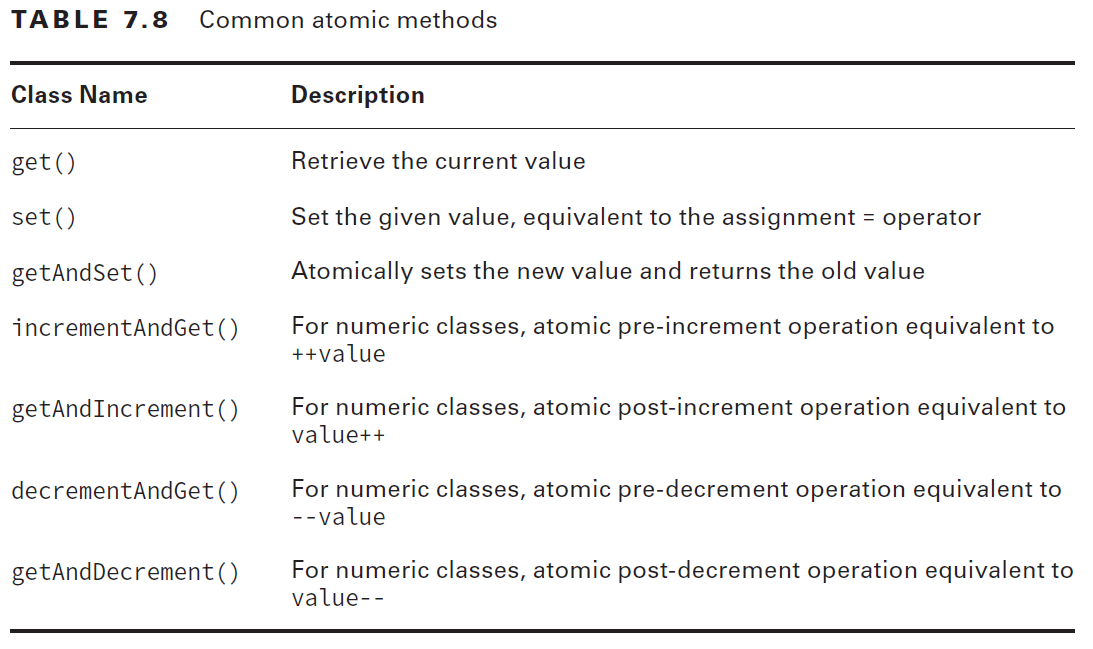 TABLE 7.8 Common atomic methods
Class Name Description
get() Retrieve the current value
set() Set the given value, equivalent to the assignment = operator
getAndSet() Atomically sets the new value and returns the old value
incrementAndGet() For numeric classes, atomic pre-increment operation equivalent to
++value
getAndIncrement() For numeric classes, atomic post-increment operation equivalent to
value++
decrementAndGet() For numeric classes, atomic pre-decrement operation equivalent to
--value
getAndDecrement() For numeric classes, atomic post-decrement operation equivalent to
value--